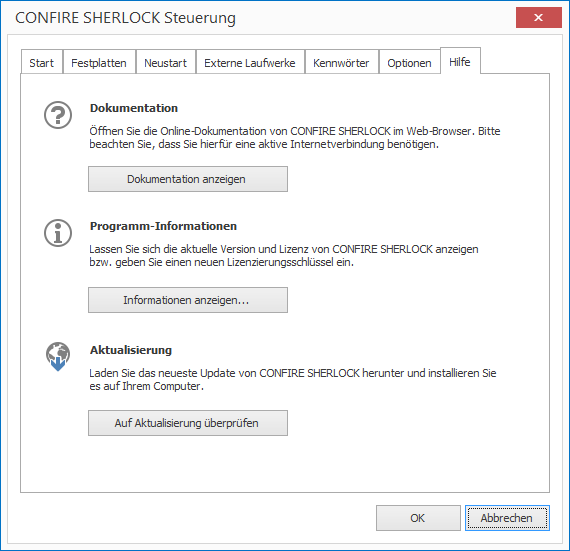 CONFIRE SHERLOCK Steuerung
Start Festplatten Neustart Externe Laufwerke Kennwörter Optionen Hilfe
Dokumentation
Öffnen Sie die Online-Dokumentation von CONFIRE SHERLOCK im Web-Browser. Bitte
beachten Sie, dass Sie hierfür eine aktive Internetverbindung benötigen.
Dokumentation anzeigen
Programm-Informationen
Lassen Sie sich die aktuelle Version und Lizenz von CONFIRE SHERLOCK anzeigen
bzw. geben Sie einen neuen Lizenzierungsschlüssel ein.
Informationen anzeigen...
Aktualisierung
Laden Sie das neueste Update von CONFIRE SHERLOCK herunter und installieren Sie
es auf Ihrem Computer.
Auf Aktualisierung überprüfen
OK Abbrechen